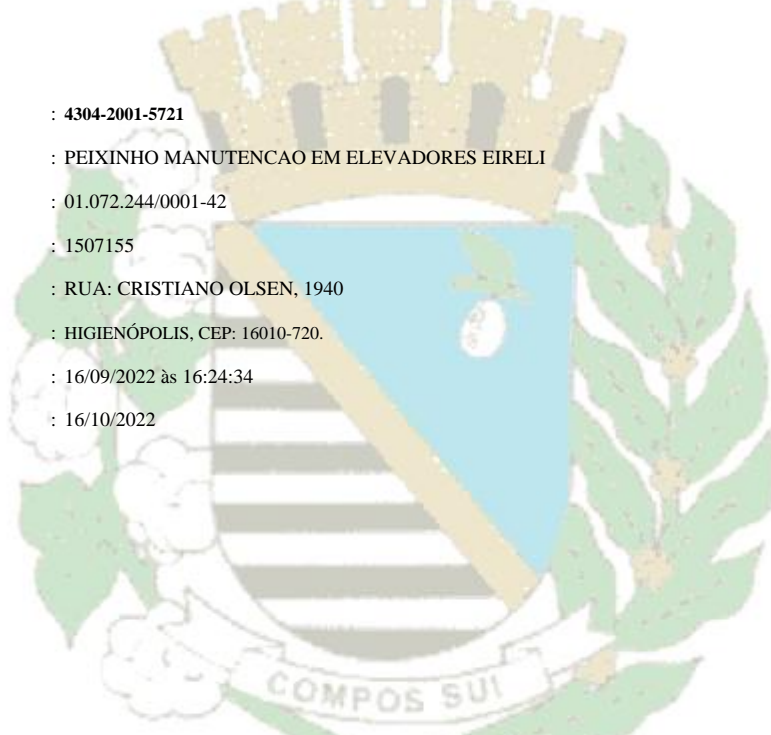 : 4304-2001-5721
: PEIXINHO MANUTENCAO EM ELEVADORES EIRELI
: 01.072.244/0001-42
: 1507155
: RUA: CRISTIANO OLSEN, 1940
: HIGIENÓPOLIS, CEP: 16010-720.
: 16/09/2022 às 16:24:34
: 16/10/2022
COMPOS SUI